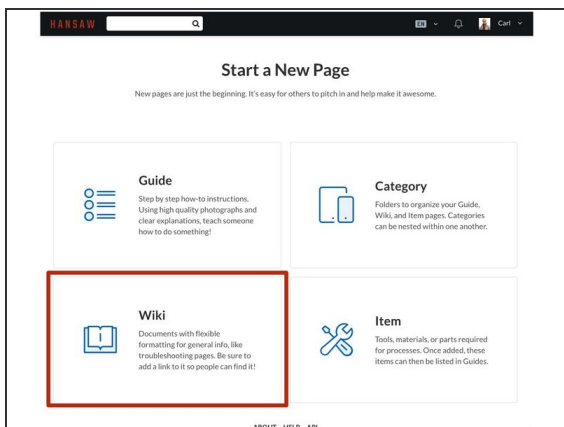 HANSAW
EN
Carl
Start a New Page
New pages are just the beginning. It's easy for others to pitch in and help make it awesome.
Guide
Step by step how-to instructions.
Using high quality photographs and
clear explanations, teach someone
how to do something!
Category
Folders to organize your Guide,
Wiki, and Item pages. Categories
can be nested within one another.
Wiki
Documents with flexible
formatting for general info, like
troubleshooting pages. Be sure to
add a link to it so people can find it!
Item
Tools, materials, or parts required
for processes. Once added, these
items can then be listed in Guides.
ABOUT HELP API